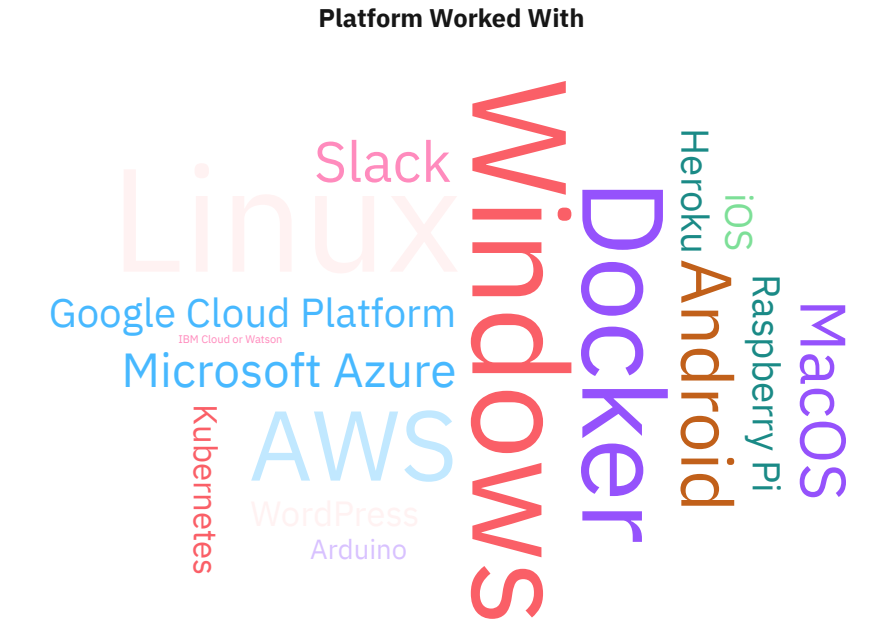 Platform Worked With
Slack
Linux
Google Cloud Platform
IBM Cloud or Watson
Microsoft Azure
AWS
Kubernetes
WordPress
Arduino
Windows
Docker
Heroku
Android
iOS
Raspberry Pi
MacOS